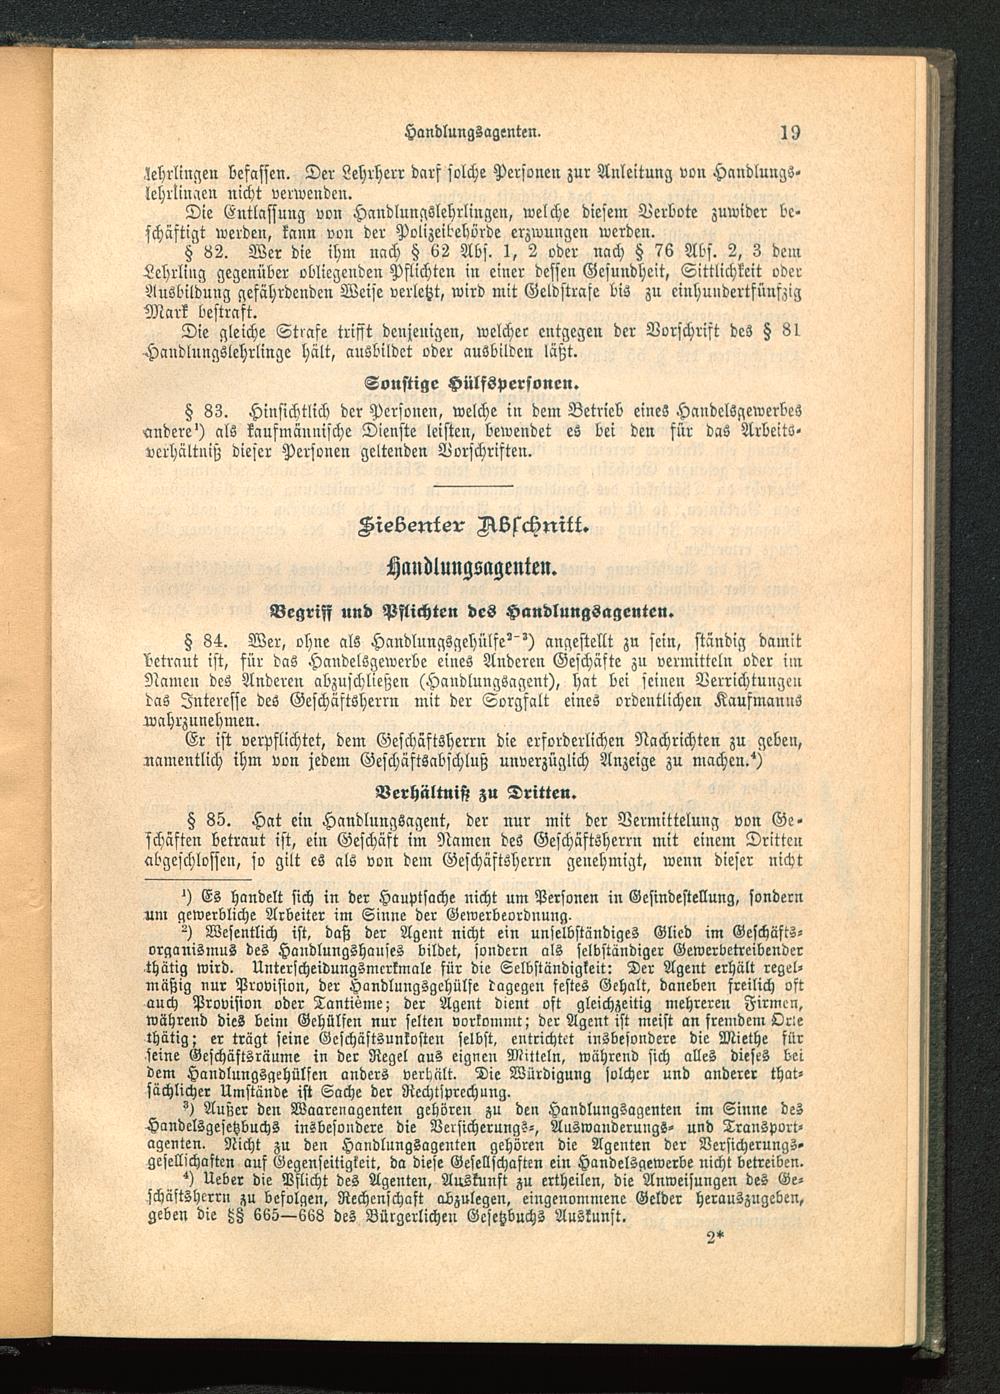 Handlungsagenten. 19
lehrlingen befassen. Der Lehrherr darf solche Personen zur Anleitung von Handlungs-
lehrlingen nicht verwenden.
Die Entlassung von Handlungslehrlingen, welche diesem Verbote zuwider be-
schäftigt werden, kann von der Polizeibehörde erzwungen werden.
§ 82. Wer die ihm nach § 62 Abs. 1, 2 oder nach § 76 Abs. 2, 3 dem
Lehrling gegenüber obliegenden Pflichten in einer dessen Gesundheit, Sittlichkeit oder
Ausbildung gefährdenden Weise verletzt, wird mit Geldstrafe bis zu einhundertfünfzig
Mark bestraft.
Die gleiche Strafe trifft denjenigen, welcher entgegen der Vorschrift des § 81
Handlungslehrlinge hält, ausbildet oder ausbilden läßt.
Sonstige Hülfspersonen.
§ 83. Hinsichtlich der Personen, welche in dem Betrieb eines Handelsgewerbes
andere¹) als kaufmännische Dienste leisten, bewendet es bei den für das Arbeits-
verhältniß dieser Personen geltenden Vorschriften.
Siebenter Abschnitt.
Handlungsagenten.
Begriff und Pflichten des Handlungsagenten.
§ 84. Wer, ohne als Handlungsgehülfe²⁻³) angestellt zu sein, ständig damit
betraut ist, für das Handelsgewerbe eines Anderen Geschäfte zu vermitteln oder im
Namen des Anderen abzuschließen (Handlungsagent), hat bei seinen Verrichtungen
das Interesse des Geschäftsherrn mit der Sorgfalt eines ordentlichen Kaufmanns
wahrzunehmen.
Er ist verpflichtet, dem Geschäftsherrn die erforderlichen Nachrichten zu geben,
namentlich ihm von jedem Geschäftsabschluß unverzüglich Anzeige zu machen.⁴)
Verhältniß zu Dritten.
§ 85. Hat ein Handlungsagent, der nur mit der Vermittelung von Ge-
schäften betraut ist, ein Geschäft im Namen des Geschäftsherrn mit einem Dritten
abgeschlossen, so gilt es als von dem Geschäftsherrn genehmigt, wenn dieser nicht
¹) Es handelt sich in der Hauptsache nicht um Personen in Gesindestellung, sondern
um gewerbliche Arbeiter im Sinne der Gewerbeordnung.
²) Wesentlich ist, daß der Agent nicht ein unselbständiges Glied im Geschäfts-
organismus des Handlungshauses bildet, sondern als selbständiger Gewerbetreibender
thätig wird. Unterscheidungsmerkmale für die Selbständigkeit: Der Agent erhält regel-
mäßig nur Provision, der Handlungsgehülfe dagegen festes Gehalt, daneben freilich oft
auch Provision oder Tantième; der Agent dient oft gleichzeitig mehreren Firmen,
während dies beim Gehülfen nur selten vorkommt; der Agent ist meist an fremdem Orte
thätig; er trägt seine Geschäftsunkosten selbst, entrichtet insbesondere die Miethe für
seine Geschäftsräume in der Regel aus eignen Mitteln, während sich alles dieses bei
dem Handlungsgehülfen anders verhält. Die Würdigung solcher und anderer that-
sächlicher Umstände ist Sache der Rechtsprechung.
³) Außer den Waarenagenten gehören zu den Handlungsagenten im Sinne des
Handelsgesetzbuchs insbesondere die Versicherungs-, Auswanderungs- und Transport-
agenten. Nicht zu den Handlungsagenten gehören die Agenten der Versicherungs-
gesellschaften auf Gegenseitigkeit, da diese Gesellschaften ein Handelsgewerbe nicht betreiben.
⁴) Ueber die Pflicht des Agenten, Auskunft zu ertheilen, die Anweisungen des Ge-
schäftsherrn zu befolgen, Rechenschaft abzulegen, eingenommene Gelder herauszugeben,
geben die §§ 665—668 des Bürgerlichen Gesetzbuchs Auskunft.
2*